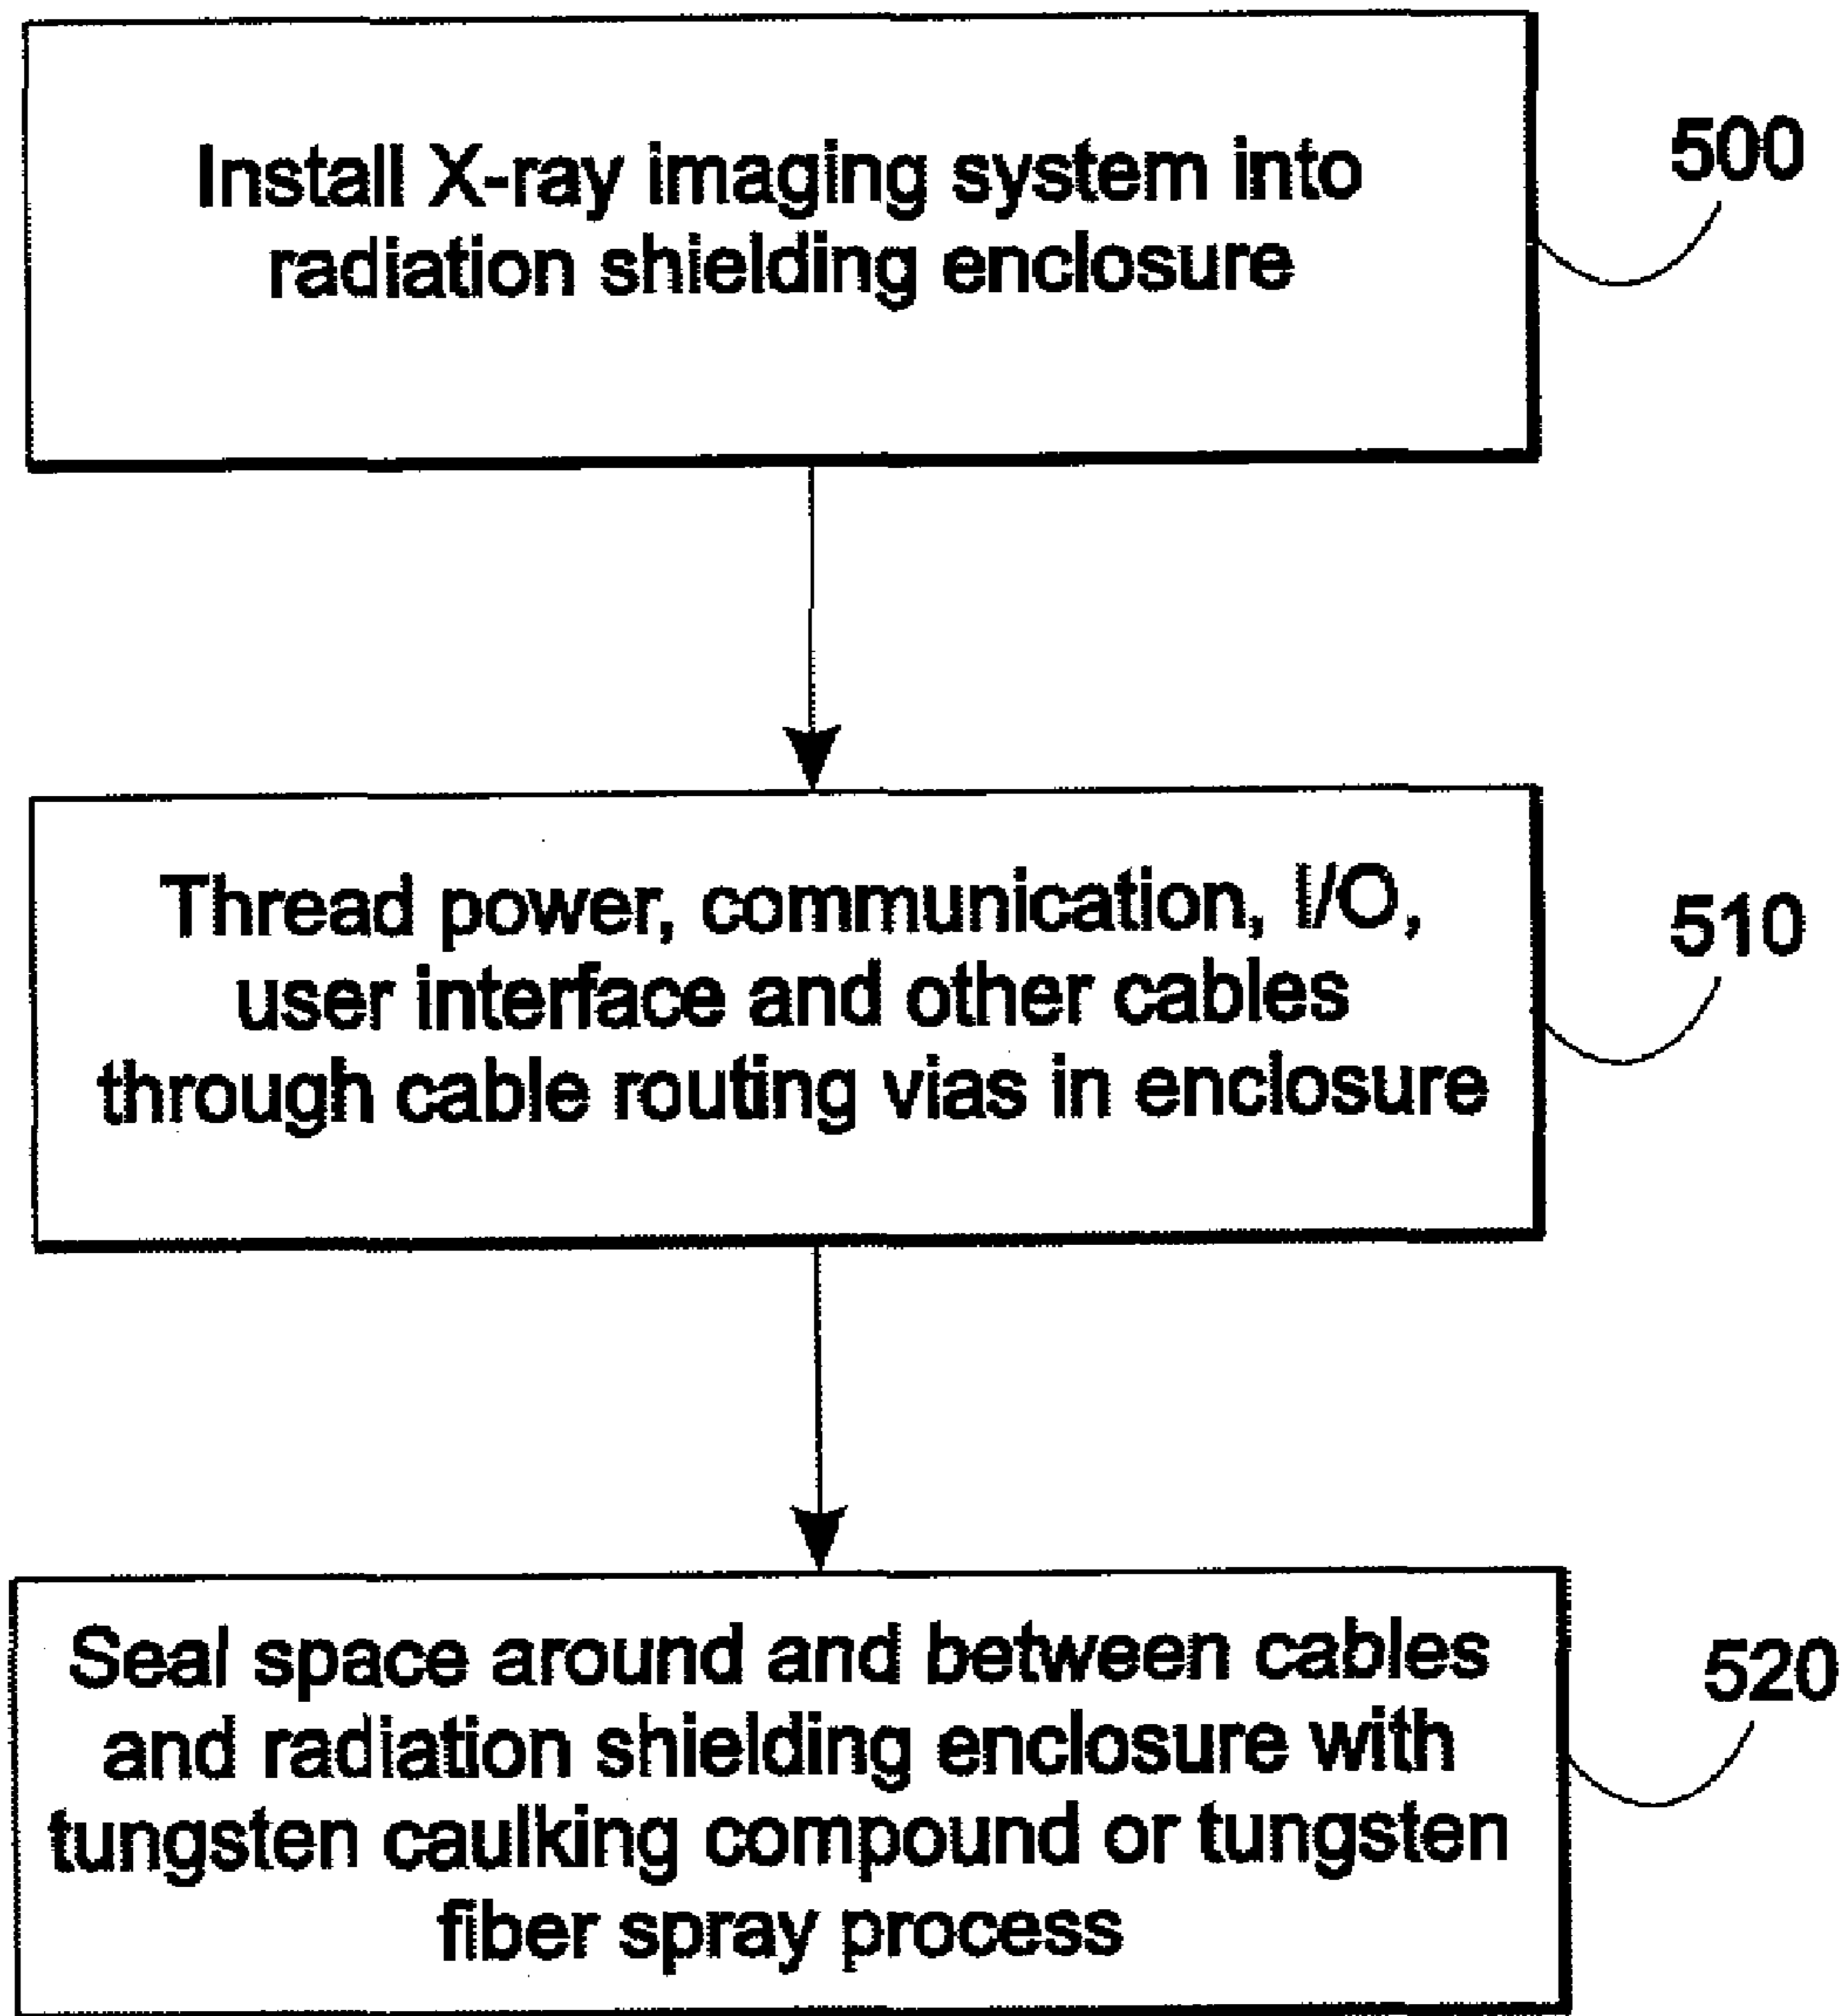 Install X-ray imaging system into
radiation shielding enclosure
500
Thread power, communication, I/O,
user interface and other cables
through cable routing vias in enclosure
510
Seal space around and between cables
and radiation shielding enclosure with
tungsten caulking compound or tungsten
fiber spray process
520